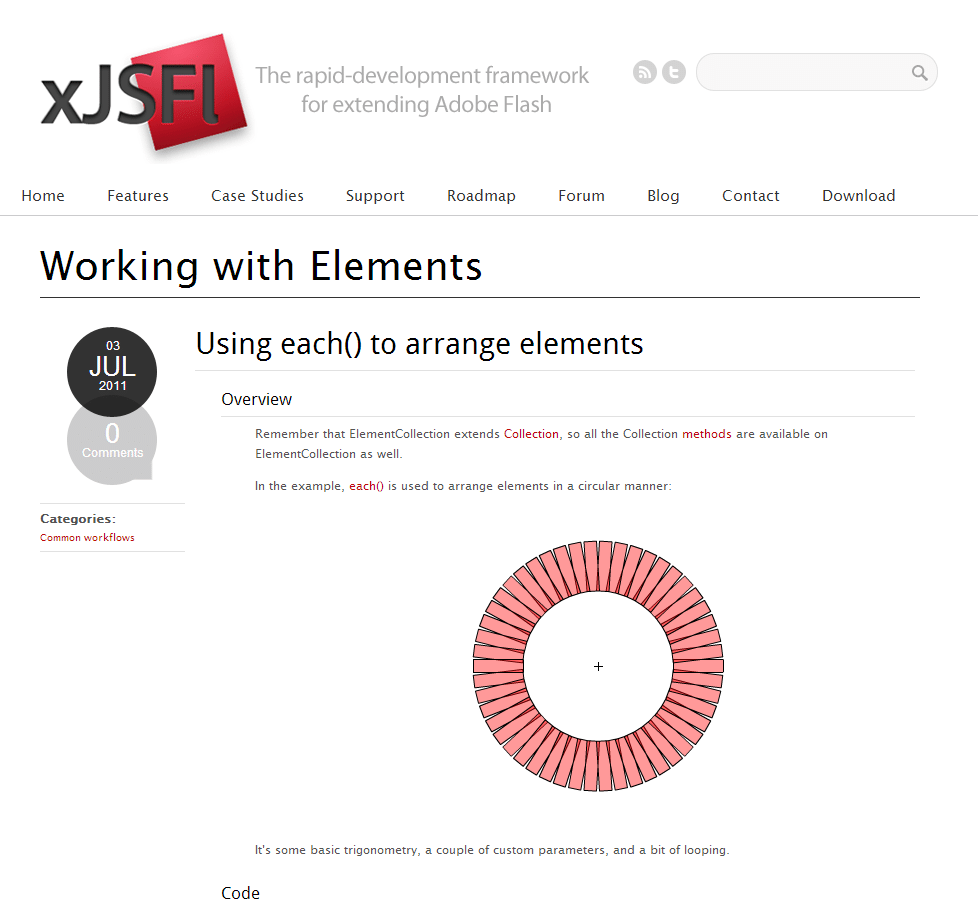 xJSFl
The rapid-development framework
for extending Adobe Flash
Home Features Case Studies Support Roadmap Forum Blog Contact Download
Working with Elements
03
JUL
2011
0
Comments
Categories:
Common workflows
Using each() to arrange elements
Overview
Remember that ElementCollection extends Collection, so all the Collection methods are available on
ElementCollection as well.
In the example, each() is used to arrange elements in a circular manner:
It's some basic trigonometry, a couple of custom parameters, and a bit of looping.
Code